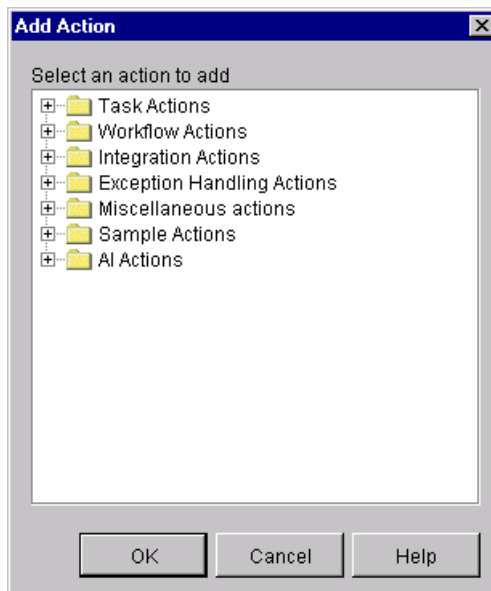 Add Action
Select an action to add
Task Actions
Workflow Actions
Integration Actions
Exception Handling Actions
Miscellaneous actions
Sample Actions
AI Actions
OK Cancel Help